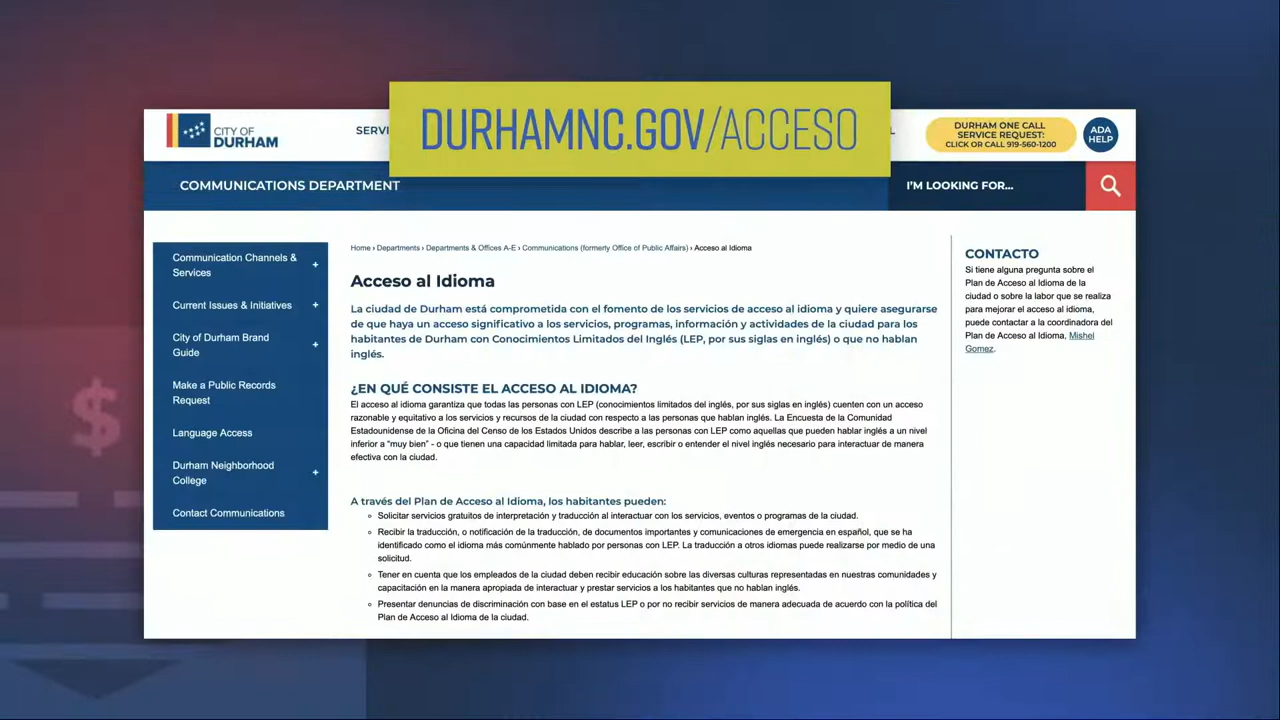 DURHAMNC.GOV/ACCESO
CITY OF
DURHAM
SERVI
L
DURHAM ONE CALL
SERVICE REQUEST:
CLICK OR CALL 919-560-1200
ADA
HELP
COMMUNICATIONS DEPARTMENT
I'M LOOKING FOR...
Communication Channels &
Services
+
Current Issues & Initiatives
+
City of Durham Brand
Guide
+
Make a Public Records
Request
Language Access
Durham Neighborhood
College
+
Contact Communications
Home › Departments › Departments & Offices A-E › Communications (formerly Office of Public Affairs) › Acceso al Idioma
Acceso al Idioma
La ciudad de Durham está comprometida con el fomento de los servicios de acceso al idioma y quiere asegurarse
de que haya un acceso significativo a los servicios, programas, información y actividades de la ciudad para los
habitantes de Durham con Conocimientos Limitados del Inglés (LEP, por sus siglas en inglés) o que no hablan
inglés.
¿EN QUÉ CONSISTE EL ACCESO AL IDIOMA?
El acceso al idioma garantiza que todas las personas con LEP (conocimientos limitados del inglés, por sus siglas en inglés) cuenten con un acceso
razonable y equitativo a los servicios y recursos de la ciudad con respecto a las personas que hablan inglés. La Encuesta de la Comunidad
Estadounidense de la Oficina del Censo de los Estados Unidos describe a las personas con LEP como aquellas que pueden hablar inglés a un nivel
inferior a "muy bien" - o que tienen una capacidad limitada para hablar, leer, escribir o entender el nivel inglés necesario para interactuar de manera
efectiva con la ciudad.
A través del Plan de Acceso al Idioma, los habitantes pueden:
Solicitar servicios gratuitos de interpretación y traducción al interactuar con los servicios, eventos o programas de la ciudad.
Recibir la traducción, o notificación de la traducción, de documentos importantes y comunicaciones de emergencia en español, que se ha
identificado como el idioma más comúnmente hablado por personas con LEP. La traducción a otros idiomas puede realizarse por medio de una
solicitud.
Tener en cuenta que los empleados de la ciudad deben recibir educación sobre las diversas culturas representadas en nuestras comunidades y
capacitación en la manera apropiada de interactuar y prestar servicios a los habitantes que no hablan inglés.
Presentar denuncias de discriminación con base en el estatus LEP o por no recibir servicios de manera adecuada de acuerdo con la política del
Plan de Acceso al Idioma de la ciudad.
CONTACTO
Si tiene alguna pregunta sobre el
Plan de Acceso al Idioma de la
ciudad o sobre la labor que se realiza
para mejorar el acceso al idioma,
puede contactar a la coordinadora del
Plan de Acceso al Idioma, Mishel
Gomez.
$